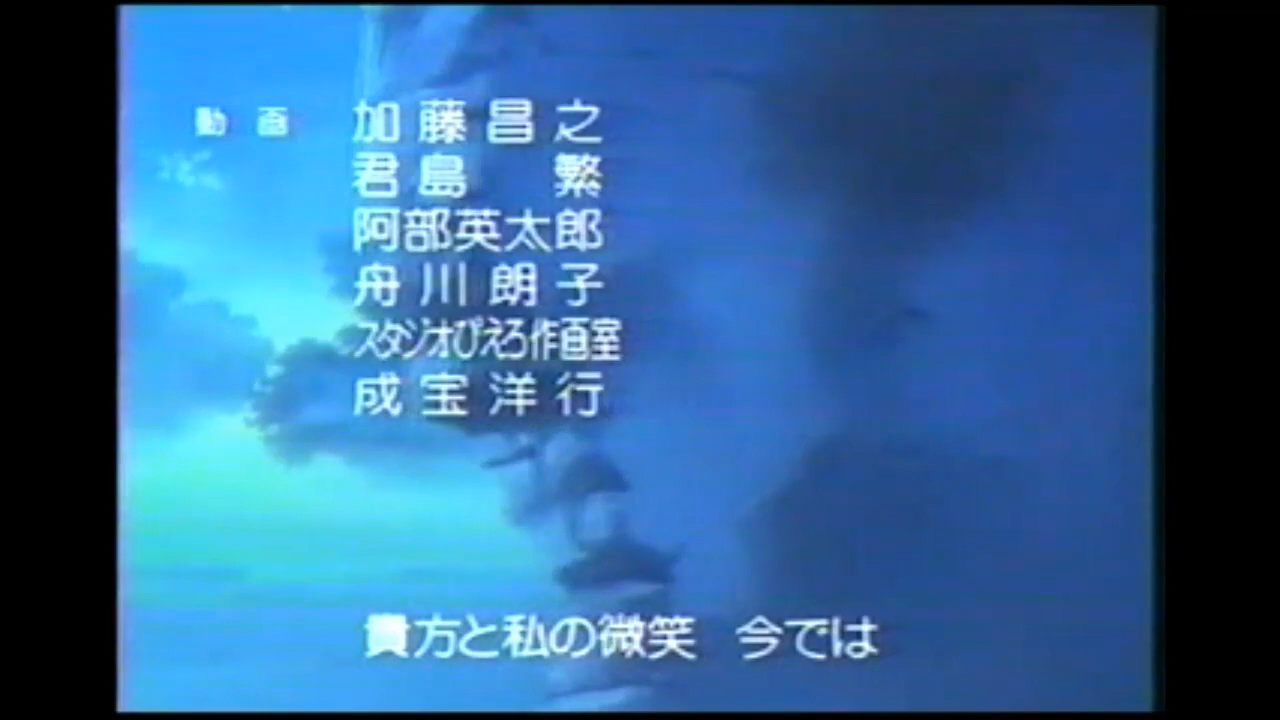 動画 加藤昌之
君島 繁
阿部英太郎
舟川朗子
スタジオぴえろ作画室
成宝洋行
貴方と私の微笑 今では